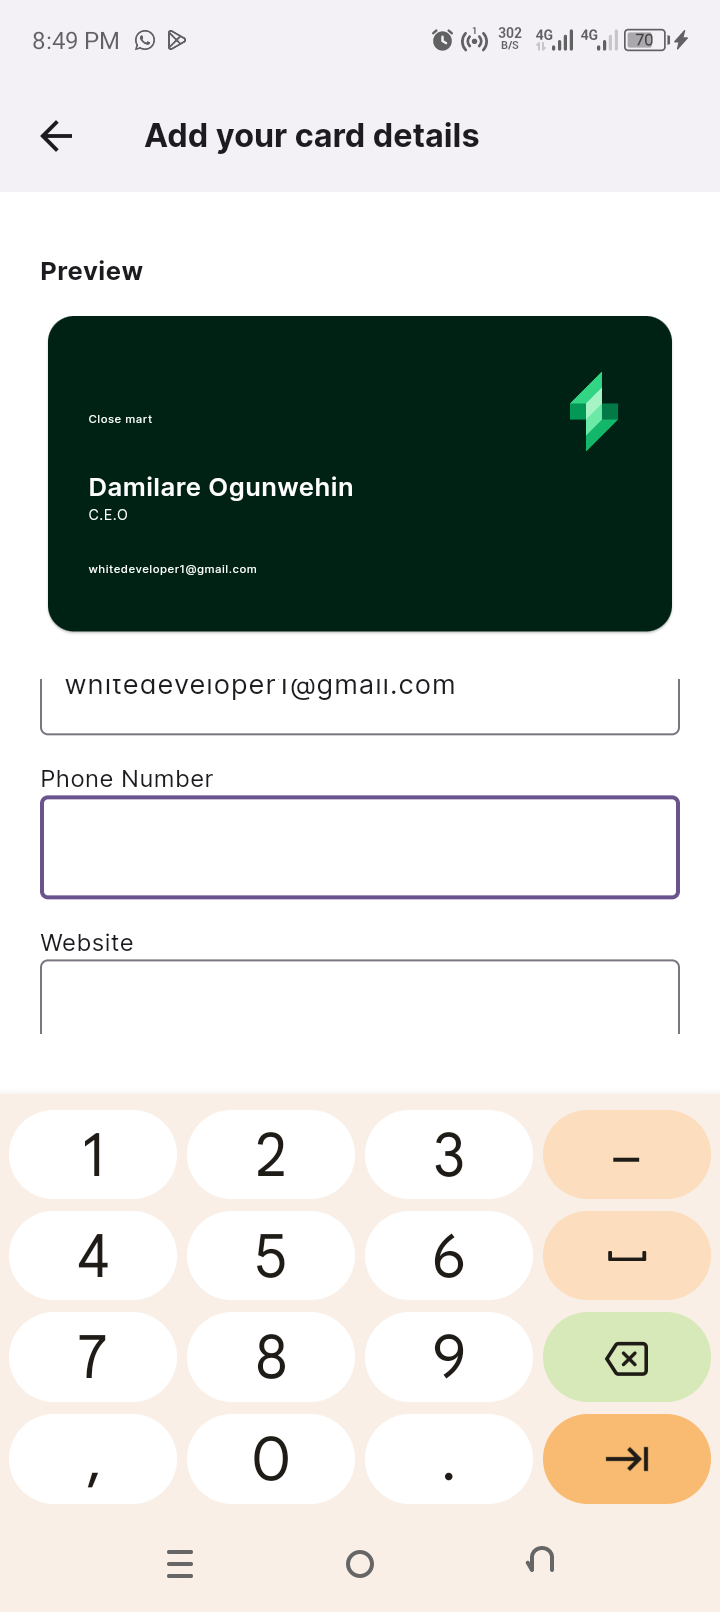 8:49 PM
1
302
B/S
4G
4G
70
Add your card details
Preview
Close mart
Damilare Ogunwehin
C.E.O
whitedeveloper1@gmail.com
whitedeveloper1@gmail.com
Phone Number
Website
1 2 3 –
4 5 6
7 8 9
, 0 .